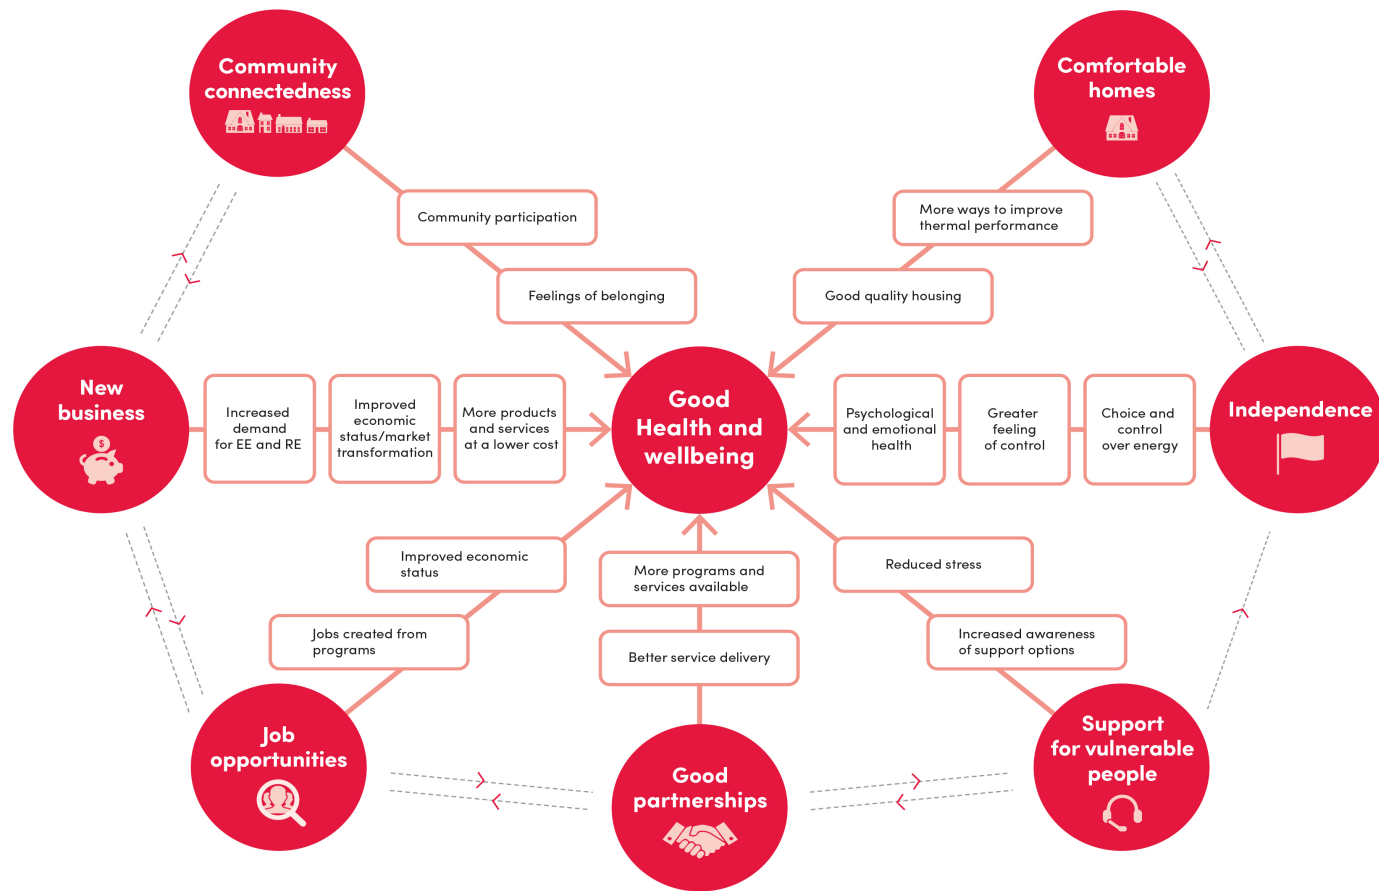 Community
connectedness
Comfortable
homes
Community participation
More ways to improve
thermal performance
Feelings of belonging
Good quality housing
New
business
$
Increased
demand
for EE and RE
Improved
economic
status/market
transformation
More products
and services
at a lower cost
Good
Health and
wellbeing
Psychological
and emotional
health
Greater
feeling
of control
Choice and
control
over energy
Independence
Improved economic
status
More programs and
services available
Reduced stress
Jobs created from
programs
Better service delivery
Increased awareness
of support options
Job
opportunities
Good
partnerships
Support
for vulnerable
people